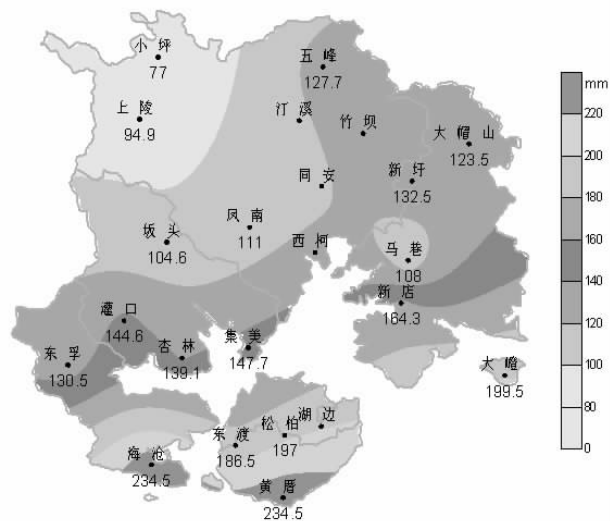 小坪
77
五峰
127.7
上陵
94.9
汀溪
竹坝
大帽山
123.5
同安
新圩
132.5
坂头
104.6
凤南
111
西柯
马巷
108
新店
164.3
灌口
144.6
东孚
130.5
杏林
139.1
集美
147.7
大嶝
199.5
湖边
松柏
197
东渡
186.5
海沧
234.5
黄厝
234.5
mm
220
200
180
160
140
120
100
80
0